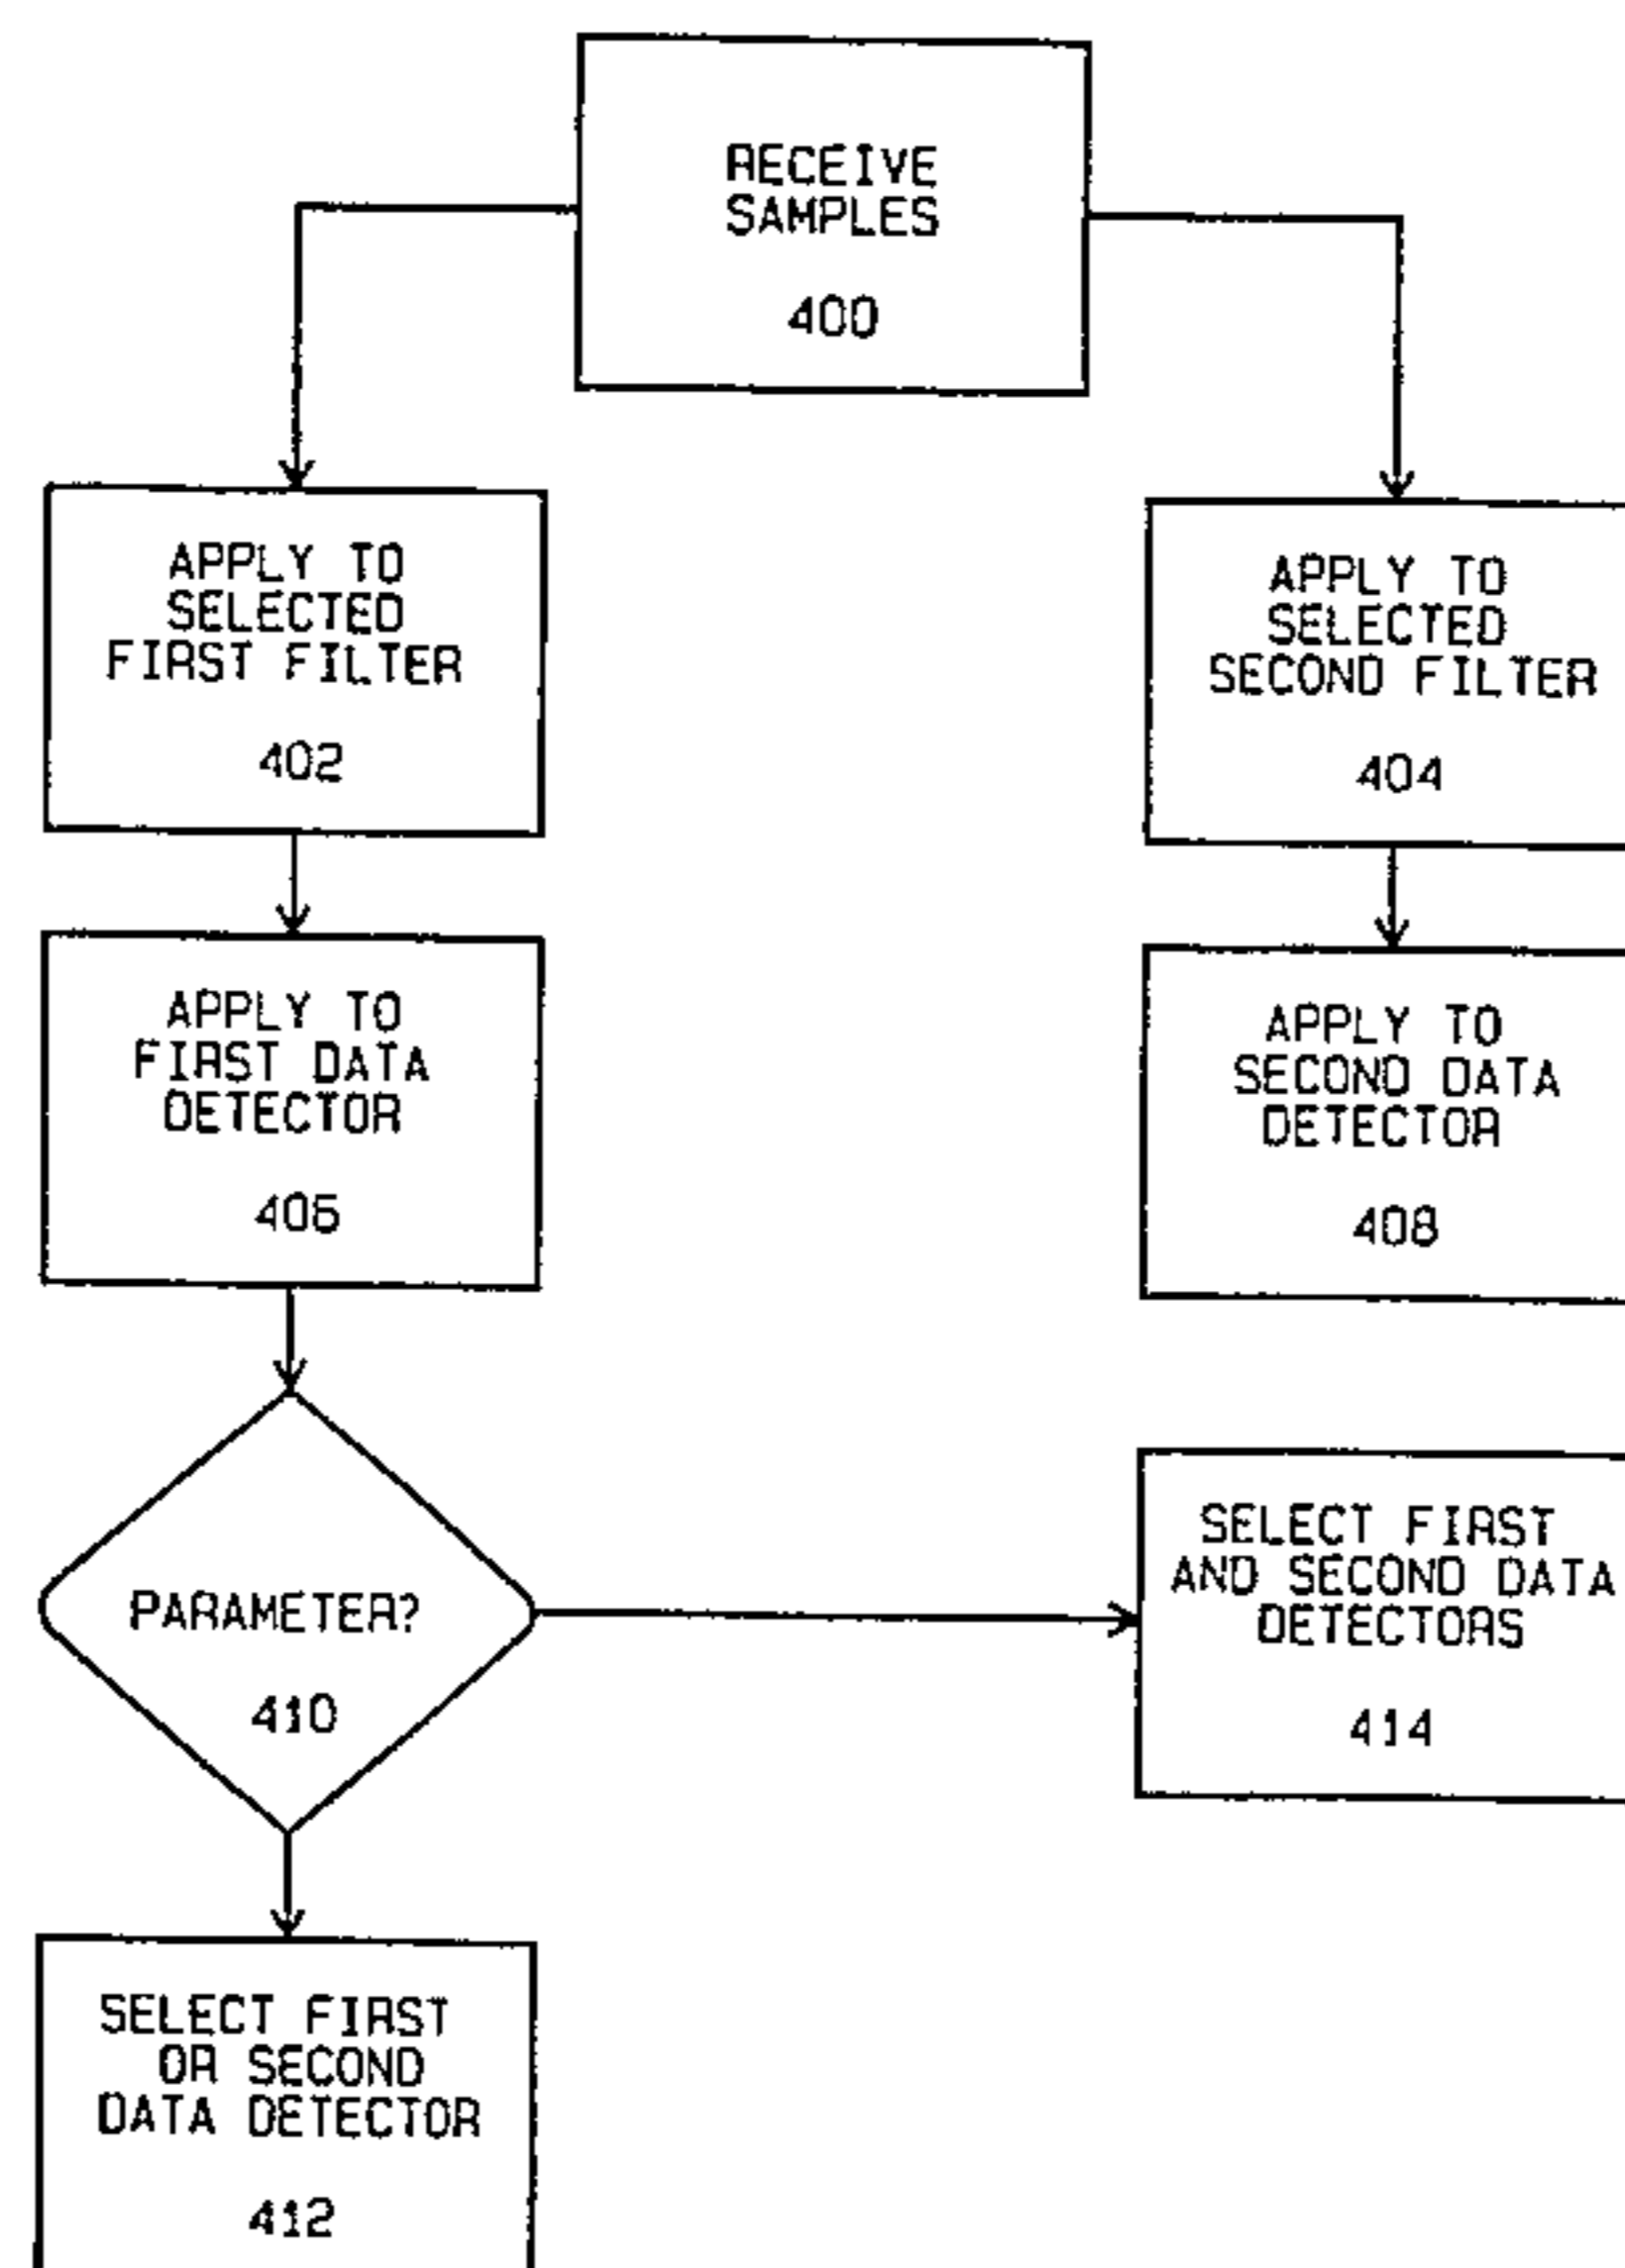 RECEIVE
SAMPLES
400
APPLY TO
SELECTED
FIRST FILTER
402
APPLY TO
SELECTED
SECOND FILTER
404
APPLY TO
FIRST DATA
DETECTOR
406
APPLY TO
SECOND DATA
DETECTOR
408
PARAMETER?
410
SELECT FIRST
AND SECOND DATA
DETECTORS
414
SELECT FIRST
OR SECOND
DATA DETECTOR
412